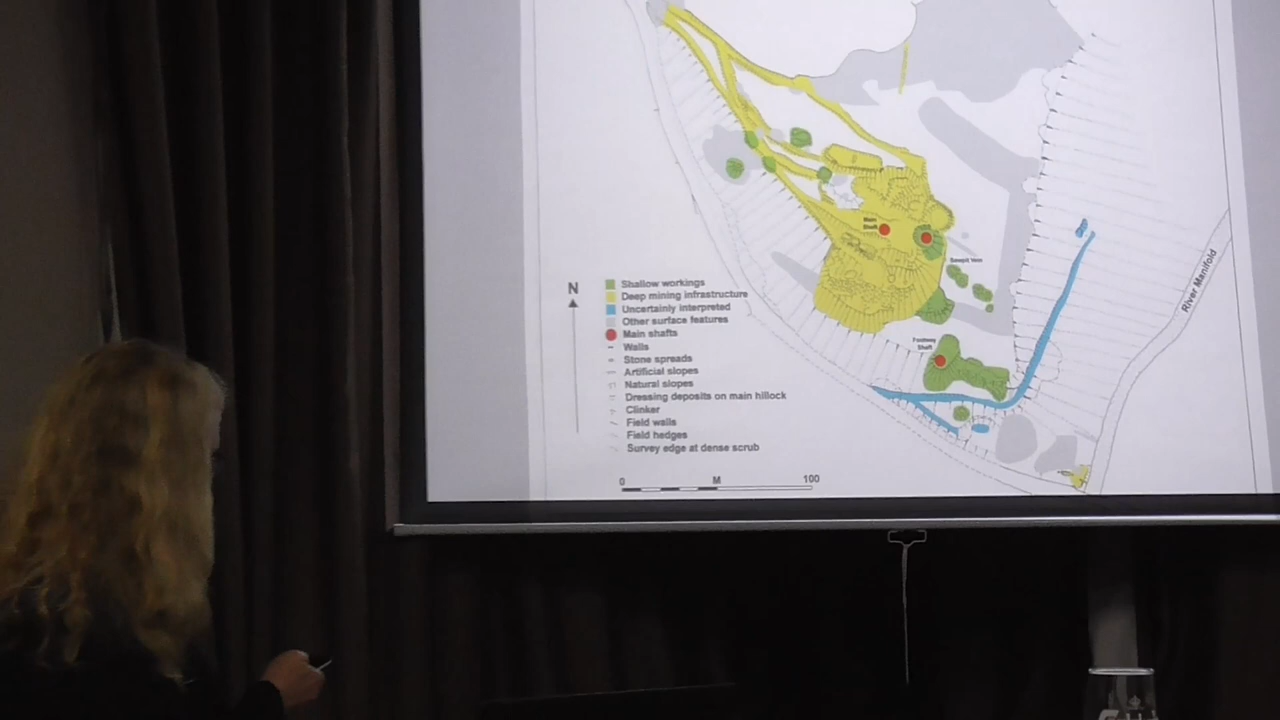 Main
Shaft
Sawpit Vein
River Manifold
N
Shallow workings
Deep mining infrastructure
Uncertainly interpreted
Other surface features
Main shafts
Walls
Stone spreads
Artificial slopes
Natural slopes
Dressing deposits on main hillock
Clinker
Field walls
Field hedges
Survey edge at dense scrub
Footway
Shaft
0 M 100